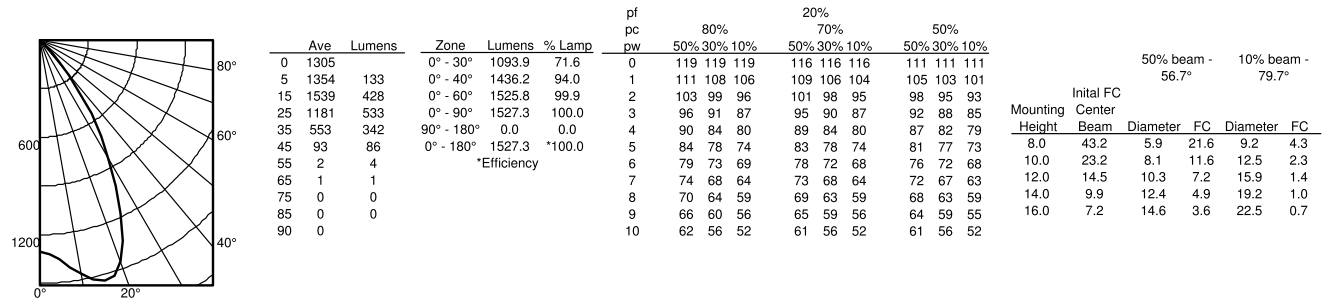 600
1200
0°
20°
40°
60°
80°
Ave Lumens
0 1305
5 1354 133
15 1539 428
25 1181 533
35 553 342
45 93 86
55 2 4
65 1 1
75 0 0
85 0 0
90 0
Zone Lumens % Lamp
0° - 30° 1093.9 71.6
0° - 40° 1436.2 94.0
0° - 60° 1525.8 99.9
0° - 90° 1527.3 100.0
90° - 180° 0.0 0.0
0° - 180° 1527.3 *100.0
*Efficiency
pf 20%
pc 80% 70% 50%
pw 50% 30% 10% 50% 30% 10% 50% 30% 10%
0 119 119 119 116 116 116 111 111 111
1 111 108 106 109 106 104 105 103 101
2 103 99 96 101 98 95 98 95 93
3 96 91 87 95 90 87 92 88 85
4 90 84 80 89 84 80 87 82 79
5 84 78 74 83 78 74 81 77 73
6 79 73 69 78 72 68 76 72 68
7 74 68 64 73 68 64 72 67 63
8 70 64 59 69 63 59 68 63 59
9 66 60 56 65 59 56 64 59 55
10 62 56 52 61 56 52 61 56 52
50% beam - 10% beam -
56.7° 79.7°
Inital FC
Mounting Center
Height Beam Diameter FC Diameter FC
8.0 43.2 5.9 21.6 9.2 4.3
10.0 23.2 8.1 11.6 12.5 2.3
12.0 14.5 10.3 7.2 15.9 1.4
14.0 9.9 12.4 4.9 19.2 1.0
16.0 7.2 14.6 3.6 22.5 0.7